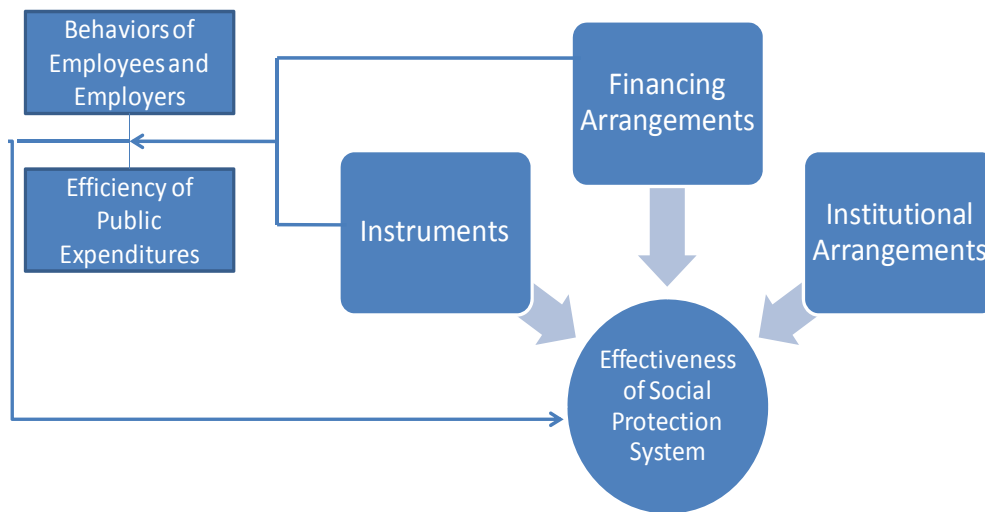 Behaviors of
Employees and
Employers
Efficiency of
Public
Expenditures
Financing
Arrangements
Instruments
Institutional
Arrangements
Effectiveness
of Social
Protection
System